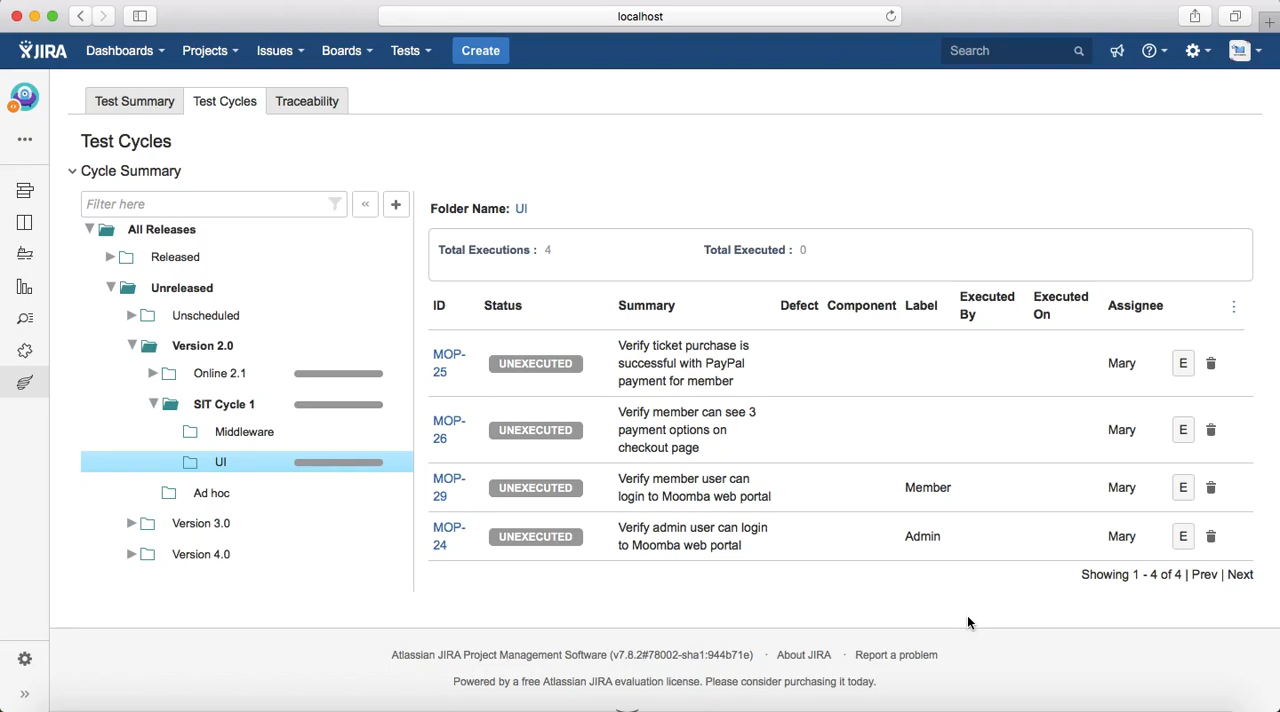 localhost
JIRA
Dashboards
Projects
Issues
Boards
Tests
Create
Search
Test Summary
Test Cycles
Traceability
Test Cycles
Cycle Summary
Filter here
«
+
All Releases
Released
Unreleased
Unscheduled
Version 2.0
Online 2.1
SIT Cycle 1
Middleware
UI
Ad hoc
Version 3.0
Version 4.0
Folder Name: UI
Total Executions : 4
Total Executed : 0
ID
Status
Summary
Defect
Component
Label
Executed
By
Executed
On
Assignee
MOP-
25
UNEXECUTED
Verify ticket purchase is
successful with PayPal
payment for member
Mary
E
MOP-
26
UNEXECUTED
Verify member can see 3
payment options on
checkout page
Mary
E
MOP-
29
UNEXECUTED
Verify member user can
login to Moomba web portal
Member
Mary
E
MOP-
24
UNEXECUTED
Verify admin user can login
to Moomba web portal
Admin
Mary
E
Showing 1 - 4 of 4 | Prev | Next
Atlassian JIRA Project Management Software (v7.8.2#78002-sha1:944b71e) · About JIRA · Report a problem
Powered by a free Atlassian JIRA evaluation license. Please consider purchasing it today.